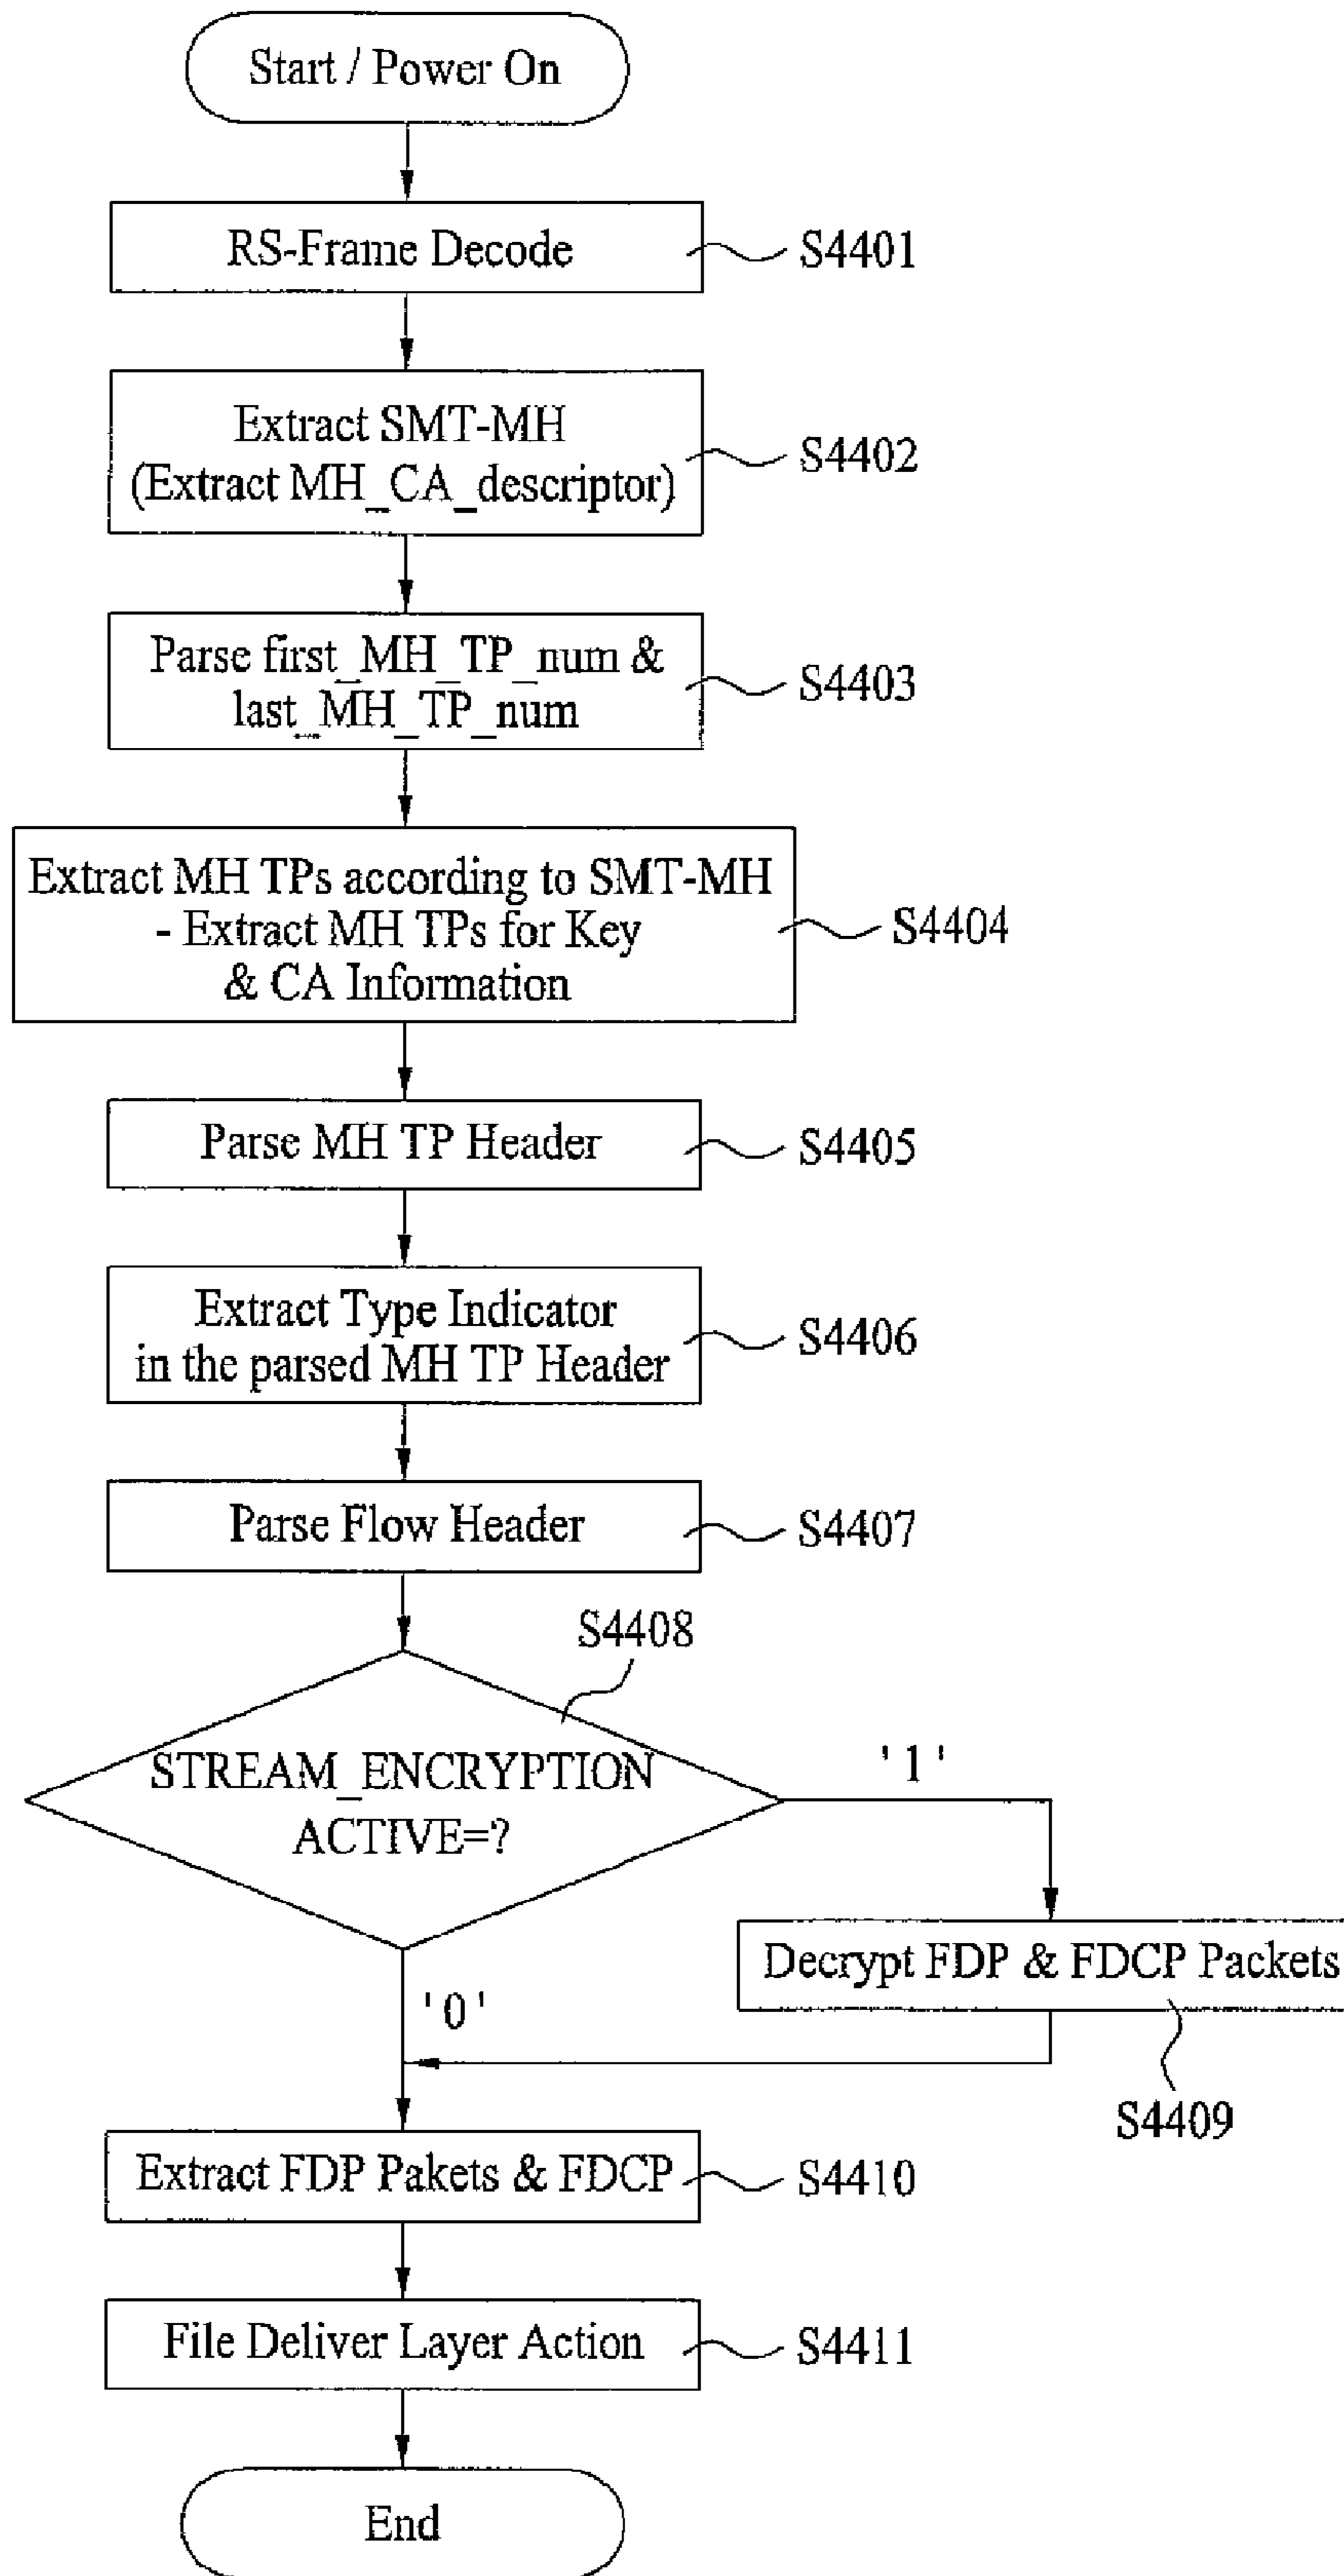 Start / Power On
RS-Frame Decode
S4401
Extract SMT-MH
(Extract MH_CA_descriptor)
S4402
Parse first_MH_TP_num &
last_MH_TP_num
S4403
Extract MH TPs according to SMT-MH
- Extract MH TPs for Key
& CA Information
S4404
Parse MH TP Header
S4405
Extract Type Indicator
in the parsed MH TP Header
S4406
Parse Flow Header
S4407
S4408
STREAM_ENCRYPTION
ACTIVE=?
'1'
Decrypt FDP & FDCP Packets
'0'
S4409
Extract FDP Pakets & FDCP
S4410
File Deliver Layer Action
S4411
End